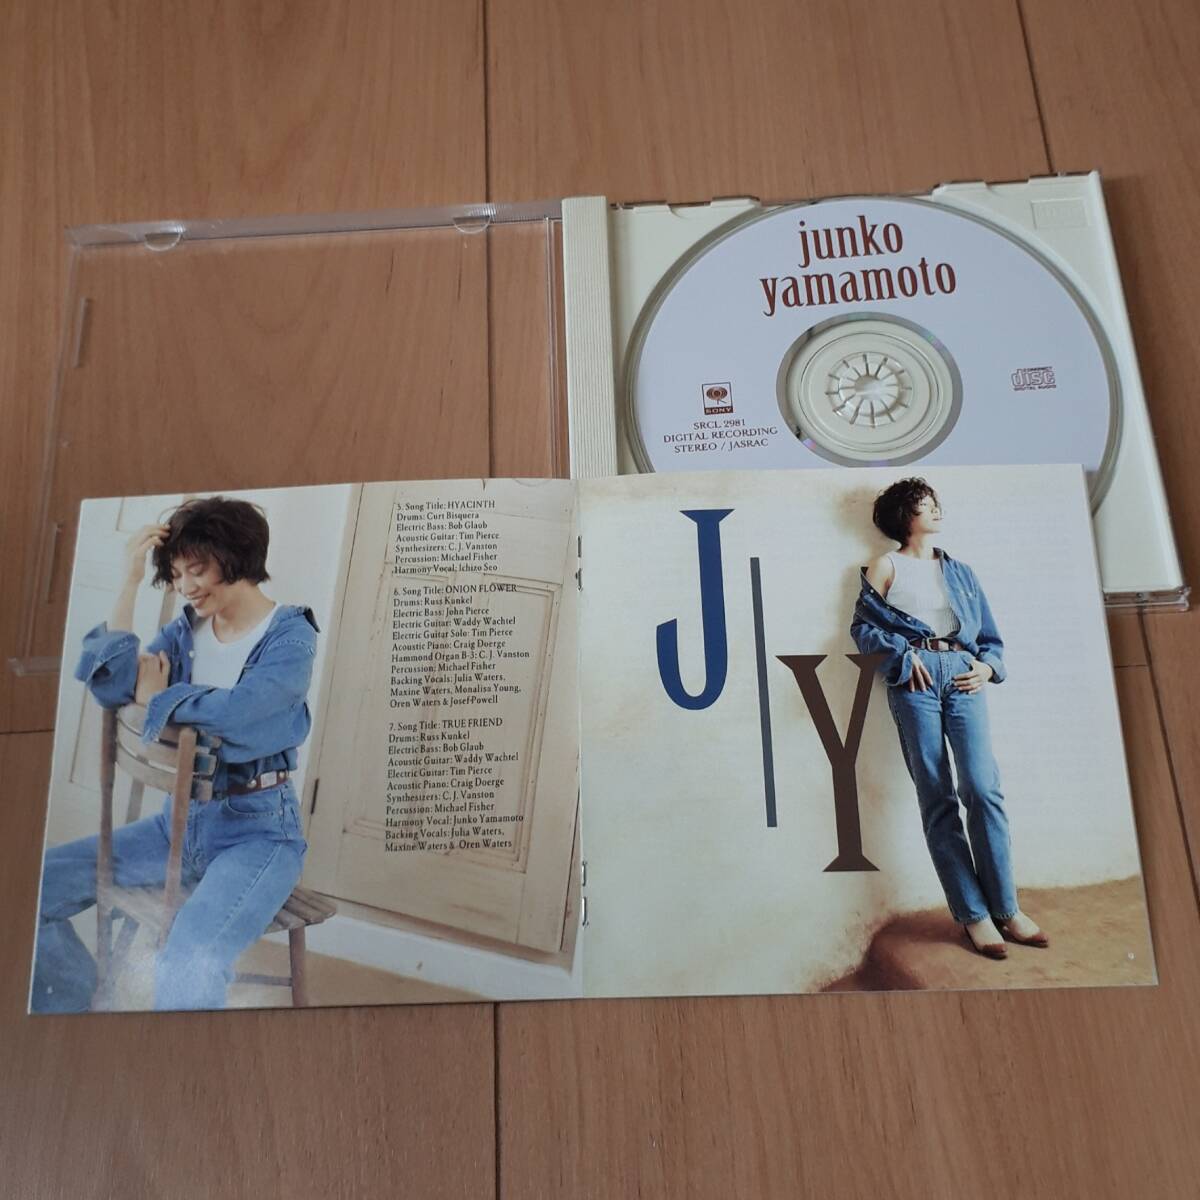 junko
yamamoto
SONY
SRCL 2981
DIGITAL RECORDING
STEREO / JASRAC
COMPACT
disc
DIGITAL AUDIO
5. Song Title: HYACINTH
Drums: Curt Bisquera
Electric Bass: Bob Glaub
Acoustic Guitar: Tim Pierce
Synthesizers: C. J. Vanston
Percussion: Michael Fisher
Harmony Vocal: Ichizo Seo
6. Song Title: ONION FLOWER
Drums: Russ Kunkel
Electric Bass: John Pierce
Electric Guitar: Waddy Wachtel
Electric Guitar Solo: Tim Pierce
Acoustic Piano: Craig Doerge
Hammond Organ B-3: C. J. Vanston
Percussion: Michael Fisher
Backing Vocals: Julia Waters,
Maxine Waters, Monalisa Young,
Oren Waters & Josef Powell
7. Song Title: TRUE FRIEND
Drums: Russ Kunkel
Electric Bass: Bob Glaub
Acoustic Guitar: Waddy Wachtel
Electric Guitar: Tim Pierce
Acoustic Piano: Craig Doerge
Synthesizers: C. J. Vanston
Percussion: Michael Fisher
Harmony Vocal: Junko Yamamoto
Backing Vocals: Julia Waters,
Maxine Waters & Oren Waters
J
Y